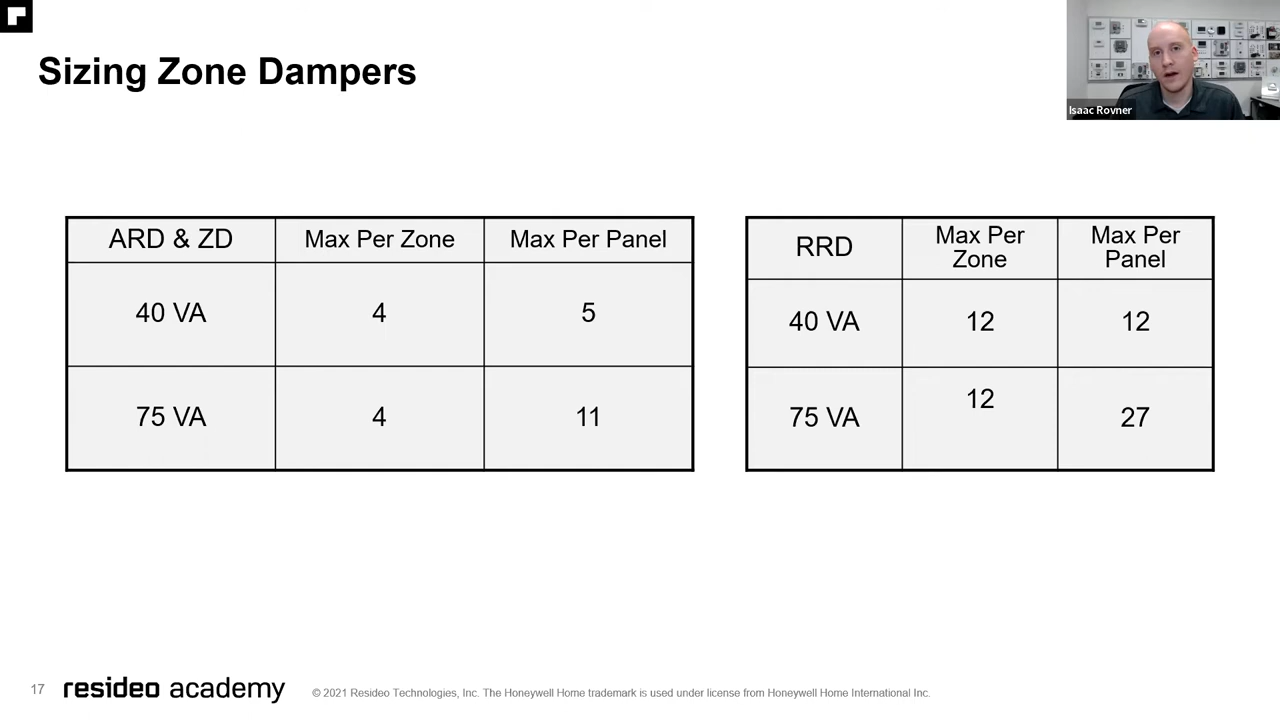 Sizing Zone Dampers
Isaac Rovner
ARD & ZD Max Per Zone Max Per Panel
40 VA 4 5
75 VA 4 11
RRD Max Per Zone Max Per Panel
40 VA 12 12
75 VA 12 27
17 resideo academy © 2021 Resideo Technologies, Inc. The Honeywell Home trademark is used under license from Honeywell Home International Inc.